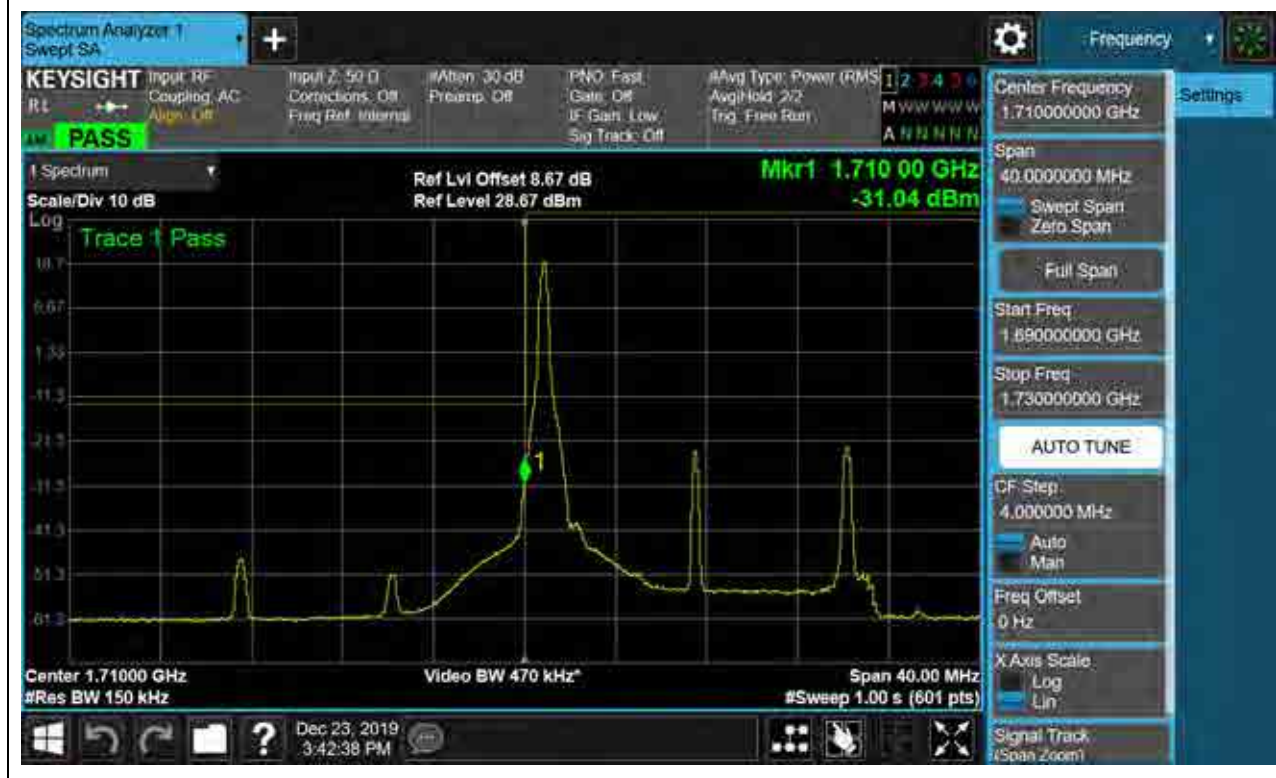 Spectrum Analyzer 1
Swept SA
+
Frequency
KEYSIGHT
Input: RF
Coupling: AC
Align: Off
Input Z: 50 Ω
Corrections: Off
Freq Ref: Internal
#Atten: 30 dB
Preamp: Off
PNO: Fast
Gate: Off
IF Gain: Low
Sig Track: Off
#Avg Type: Power (RMS
Avg|Hold: 2/2
Trig: Free Run
1 2 3 4 5 6
M W W W W W
A N N N N N
R L
PASS
Center Frequency
1.710000000 GHz
Settings
Span
40.0000000 MHz
Swept Span
Zero Span
Full Span
Start Freq
1.690000000 GHz
Stop Freq
1.730000000 GHz
AUTO TUNE
CF Step
4.000000 MHz
Auto
Man
Freq Offset
0 Hz
X Axis Scale
Log
Lin
Signal Track
(Span Zoom)
1 Spectrum
Scale/Div 10 dB
Ref Lvl Offset 8.67 dB
Ref Level 28.67 dBm
Mkr1 1.710 00 GHz
-31.04 dBm
Log
Trace 1 Pass
18.7
8.67
-1.33
-11.3
-21.3
-31.3
-41.3
-51.3
-61.3
1
Center 1.71000 GHz
#Res BW 150 kHz
Video BW 470 kHz*
Span 40.00 MHz
#Sweep 1.00 s (601 pts)
?
Dec 23, 2019
3:42:38 PM